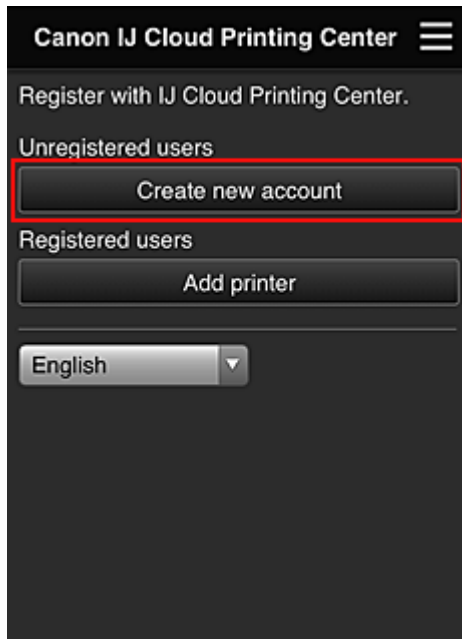 Canon IJ Cloud Printing Center
Register with IJ Cloud Printing Center.
Unregistered users
Create new account
Registered users
Add printer
English